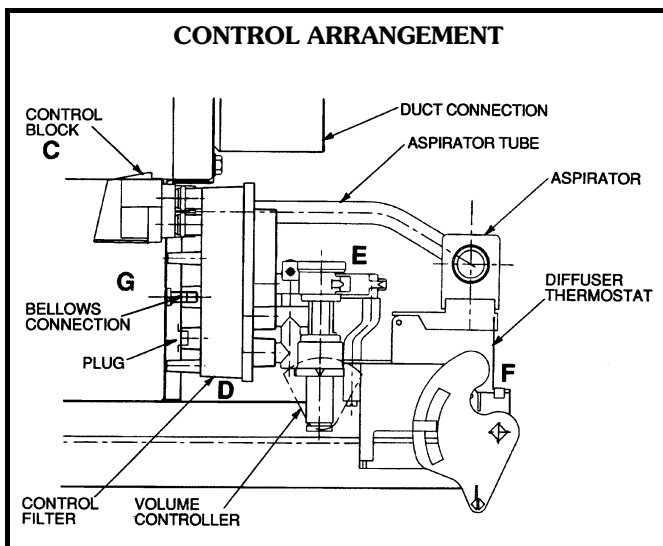 CONTROL ARRANGEMENT
CONTROL
BLOCK
C
DUCT CONNECTION
ASPIRATOR TUBE
ASPIRATOR
E
G
BELLOWS
CONNECTION
DIFFUSER
THERMOSTAT
PLUG
D
F
CONTROL
FILTER
VOLUME
CONTROLLER